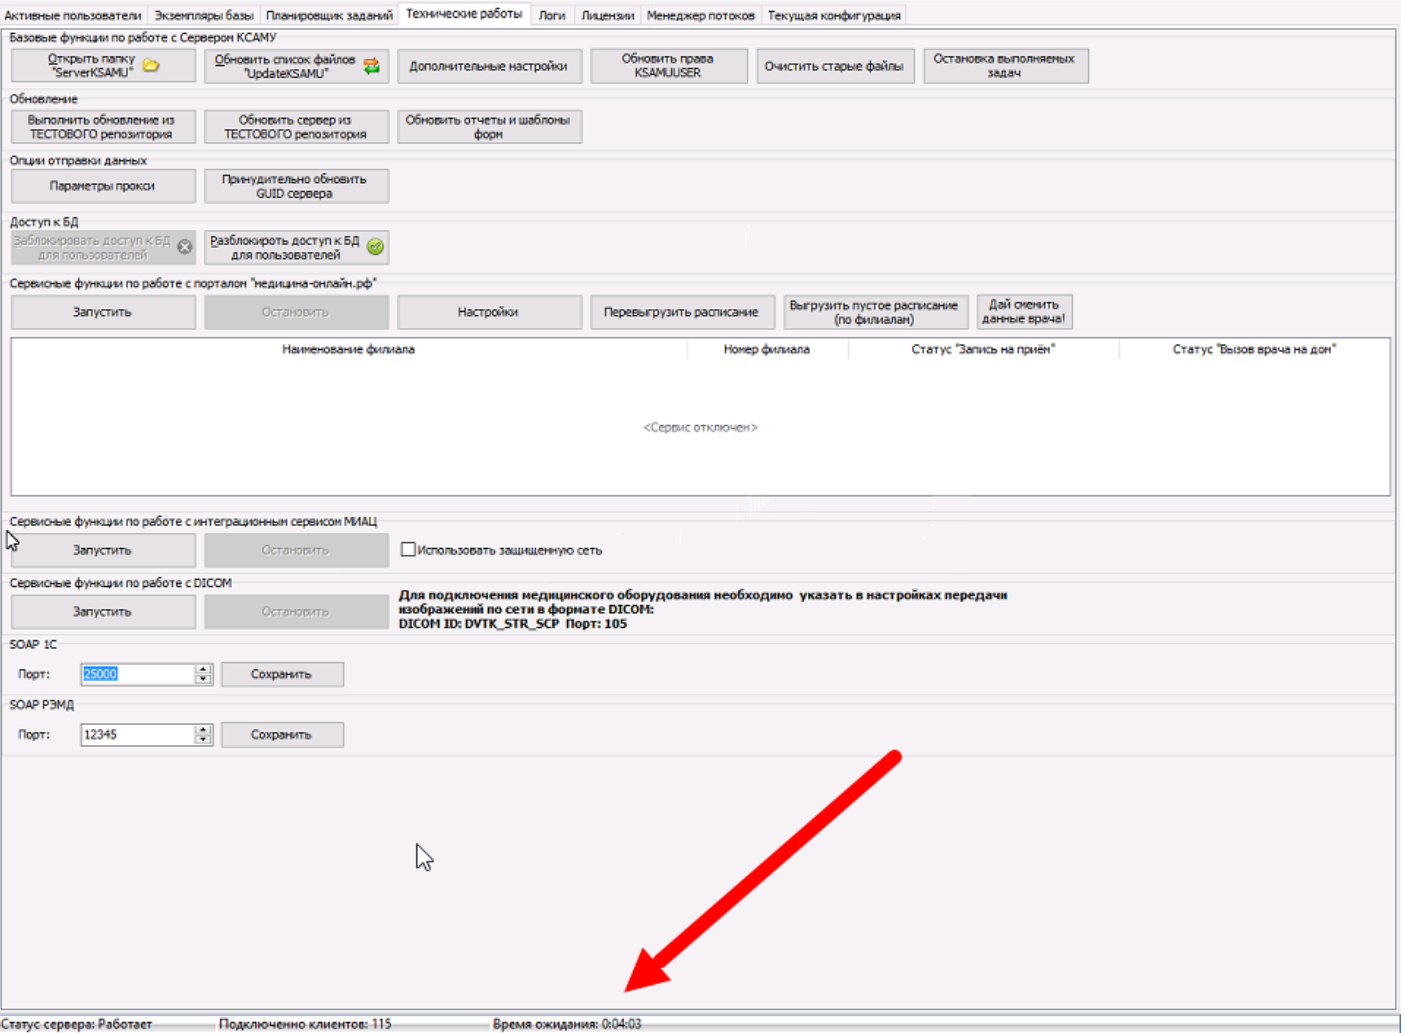 Активные пользователи Экземпляры базы Планировщик заданий Технические работы Логи Лицензии Менеджер потоков Текущая конфигурация
Базовые функции по работе с Сервером КСАМУ
Открыть папку
"ServerKSAMU"
Обновить список файлов
"UpdateKSAMU"
Дополнительные настройки
Обновить права
KSAMUUSER
Очистить старые файлы
Остановка выполняемых
задач
Обновление
Выполнить обновление из
ТЕСТОВОГО репозитория
Обновить сервер из
ТЕСТОВОГО репозитория
Обновить отчеты и шаблоны
форм
Опции отправки данных
Параметры прокси
Принудительно обновить
GUID сервера
Доступ к БД
Заблокировать доступ к БД
для пользователей
Разблокироть доступ к БД
для пользователей
Сервисные функции по работе с порталом "медицина-онлайн.рф"
Запустить Остановить Настройки Перевыгрузить расписание
Выгрузить пустое расписание
(по филиалам)
Дай сменить
данные врача!
Наименование филиала Номер филиала Статус "Запись на приём" Статус "Вызов врача на дом"
<Сервис отключен>
Сервисные функции по работе с интеграционным сервисом МИАЦ
Запустить Остановить Использовать защищенную сеть
Сервисные функции по работе с DICOM
Запустить Остановить
Для подключения медицинского оборудования необходимо указать в настройках передачи
изображений по сети в формате DICOM:
DICOM ID: DVTK_STR_SCP Порт: 105
SOAP 1C
Порт: 25000 Сохранить
SOAP РЭМД
Порт: 12345 Сохранить
Статус сервера: Работает Подключенно клиентов: 115 Время ожидания: 0:04:03